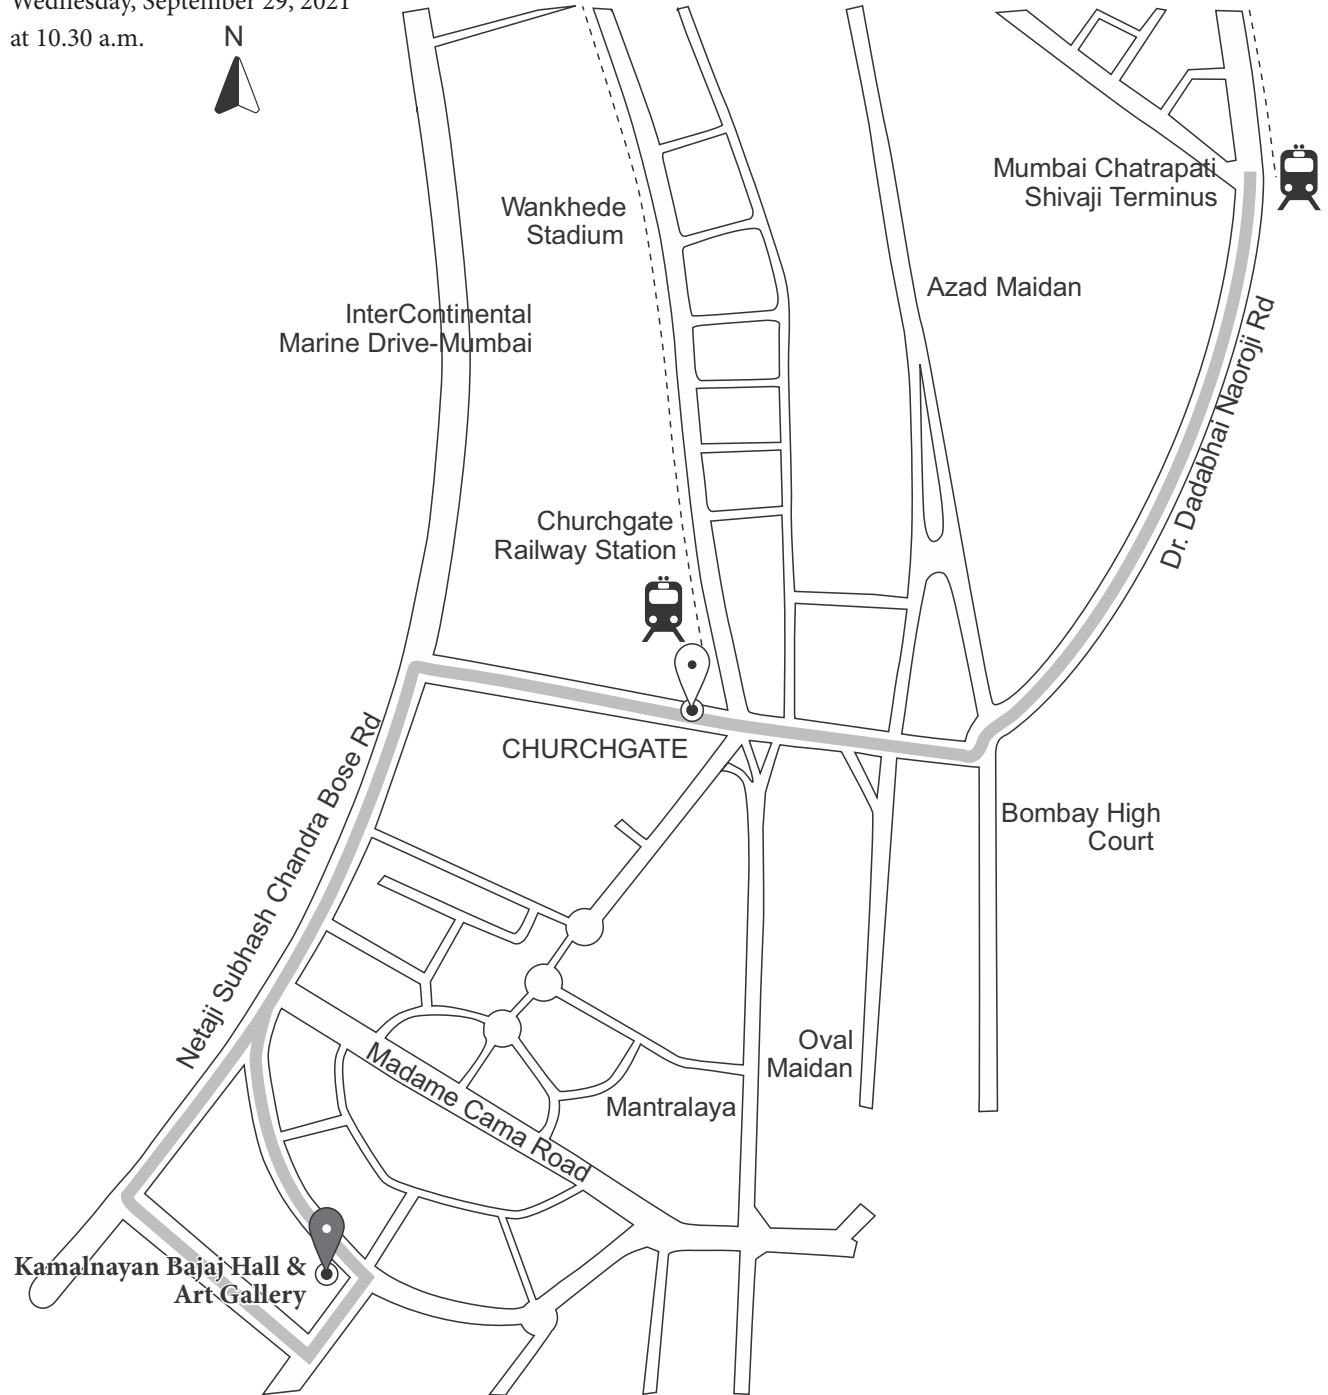 Wednesday, September 29, 2021
at 10.30 a.m.
N
Mumbai Chatrapati
Shivaji Terminus
Wankhede
Stadium
Azad Maidan
InterContinental
Marine Drive-Mumbai
Dr. Dadabhai Naoroji Rd
Churchgate
Railway Station
CHURCHGATE
Netaji Subhash Chandra Bose Rd
Bombay High
Court
Oval
Maidan
Madame Cama Road
Mantralaya
Kamalnayan Bajaj Hall &
Art Gallery